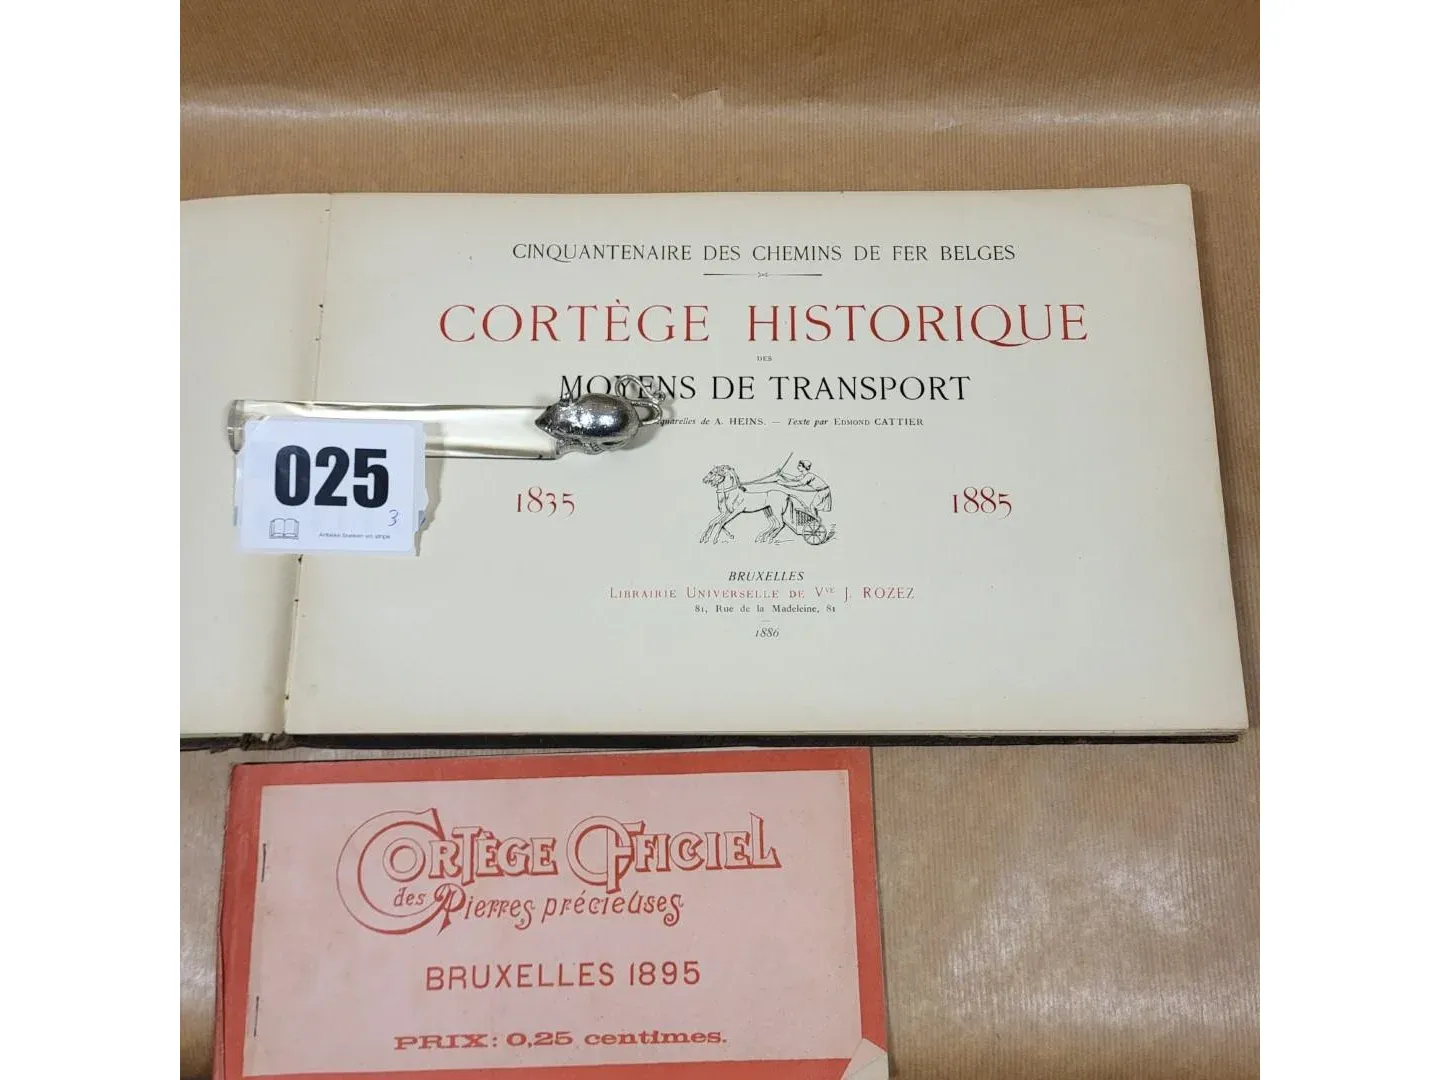 CINQUANTENAIRE DES CHEMINS DE FER BELGES
CORTÈGE HISTORIQUE
DES
MOYENS DE TRANSPORT
de A. HEINS. — Texte par EDMOND CATTIER
1835
1885
BRUXELLES
LIBRAIRIE UNIVERSELLE DE Vve J. ROZEZ
81, Rue de la Madeleine, 81
1886
025
3
CORTÈGE OFFICIEL
des Pierres précieuses
BRUXELLES 1895
PRIX: 0,25 centimes.